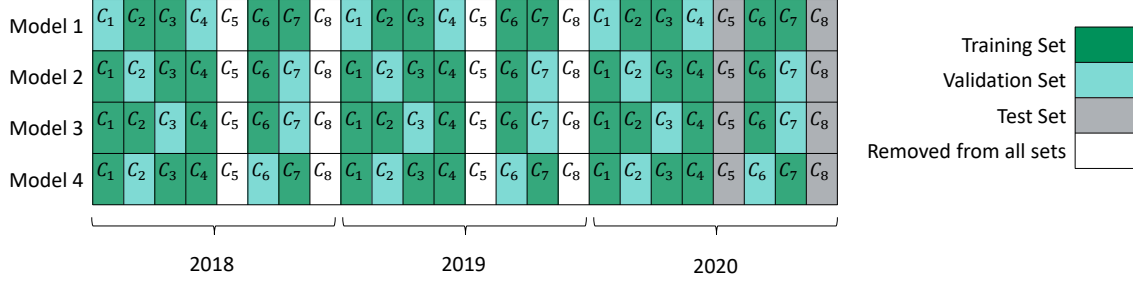 Model 1 C₁ C₂ C₃ C₄ C₅ C₆ C₇ C₈ C₁ C₂ C₃ C₄ C₅ C₆ C₇ C₈ C₁ C₂ C₃ C₄ C₅ C₆ C₇ C₈
Model 2 C₁ C₂ C₃ C₄ C₅ C₆ C₇ C₈ C₁ C₂ C₃ C₄ C₅ C₆ C₇ C₈ C₁ C₂ C₃ C₄ C₅ C₆ C₇ C₈
Model 3 C₁ C₂ C₃ C₄ C₅ C₆ C₇ C₈ C₁ C₂ C₃ C₄ C₅ C₆ C₇ C₈ C₁ C₂ C₃ C₄ C₅ C₆ C₇ C₈
Model 4 C₁ C₂ C₃ C₄ C₅ C₆ C₇ C₈ C₁ C₂ C₃ C₄ C₅ C₆ C₇ C₈ C₁ C₂ C₃ C₄ C₅ C₆ C₇ C₈
2018 2019 2020
Training Set
Validation Set
Test Set
Removed from all sets